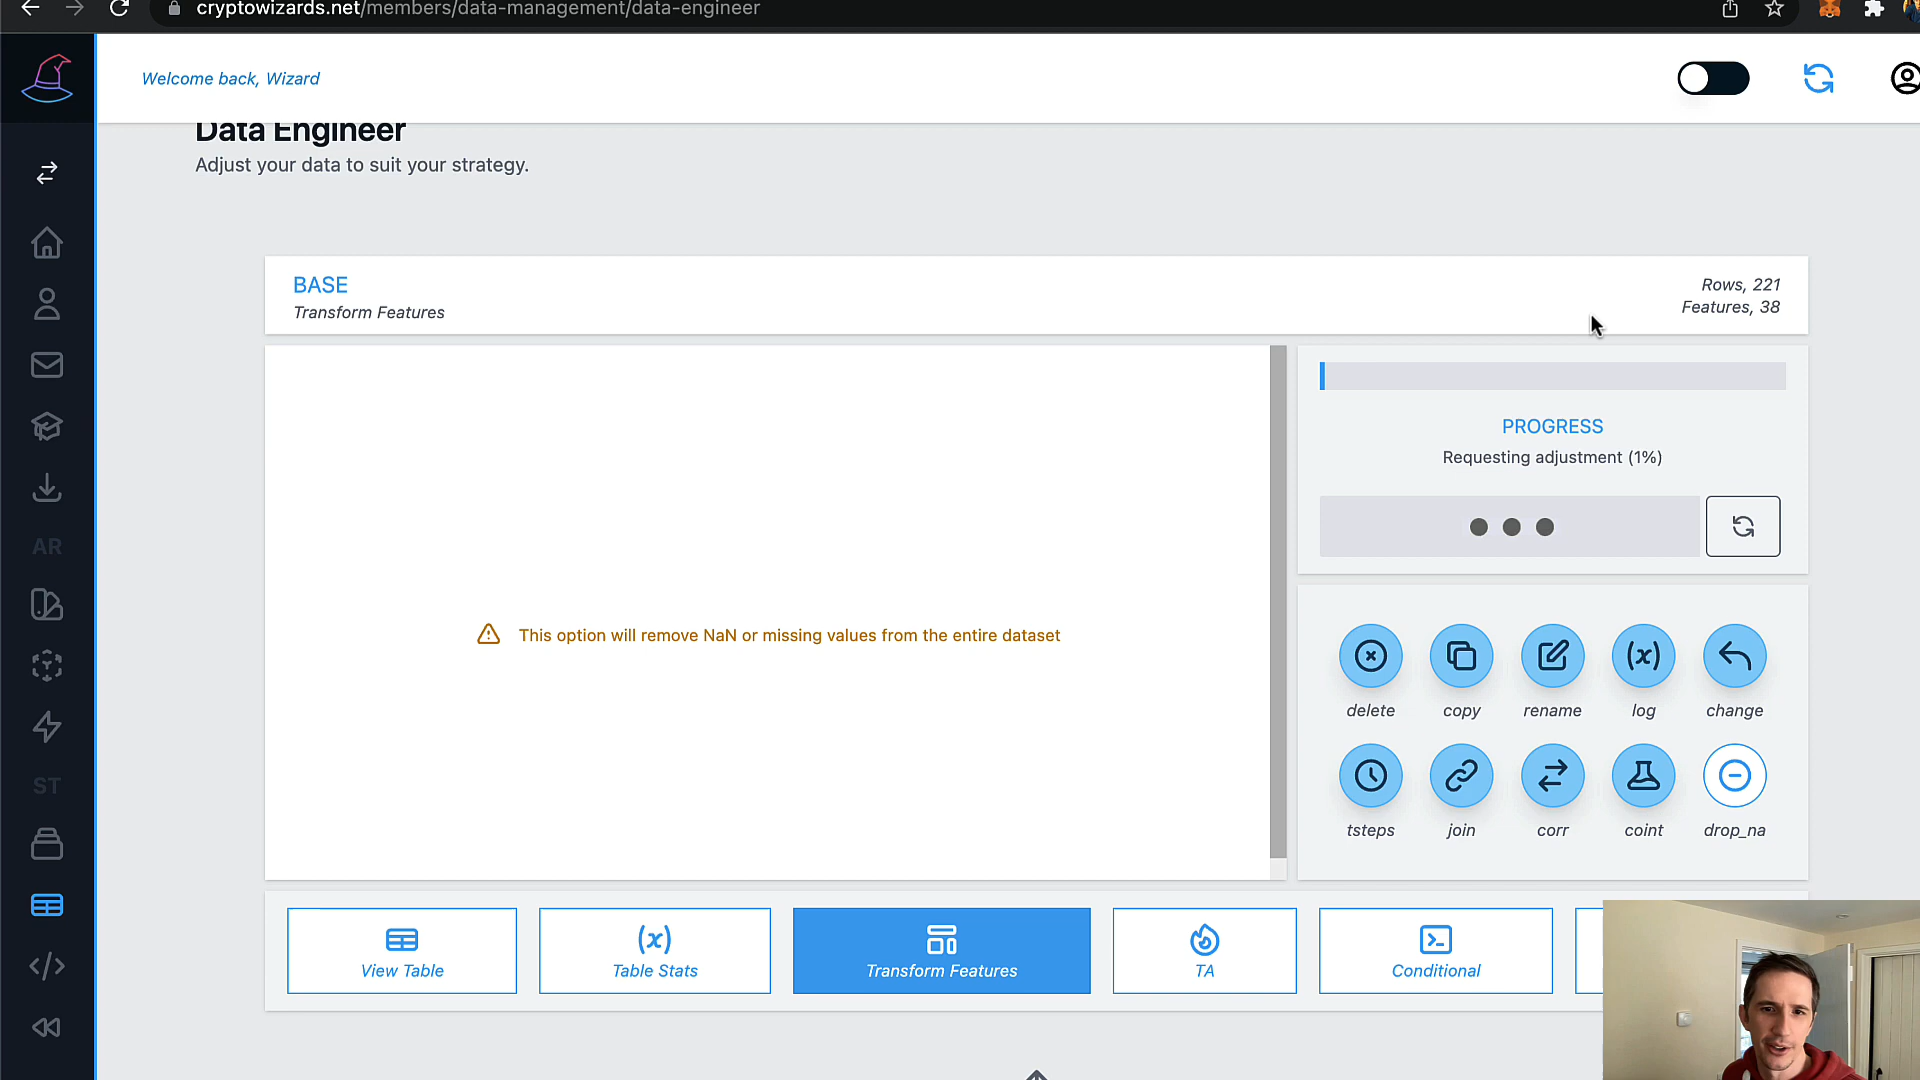 cryptowizards.net/members/data-management/data-engineer
Welcome back, Wizard
Data Engineer
Adjust your data to suit your strategy.
BASE
Transform Features
Rows, 221
Features, 38
PROGRESS
Requesting adjustment (1%)
This option will remove NaN or missing values from the entire dataset
(x)
delete
copy
rename
log
change
tsteps
join
corr
coint
drop_na
AR
ST
(x)
View Table
Table Stats
Transform Features
TA
Conditional